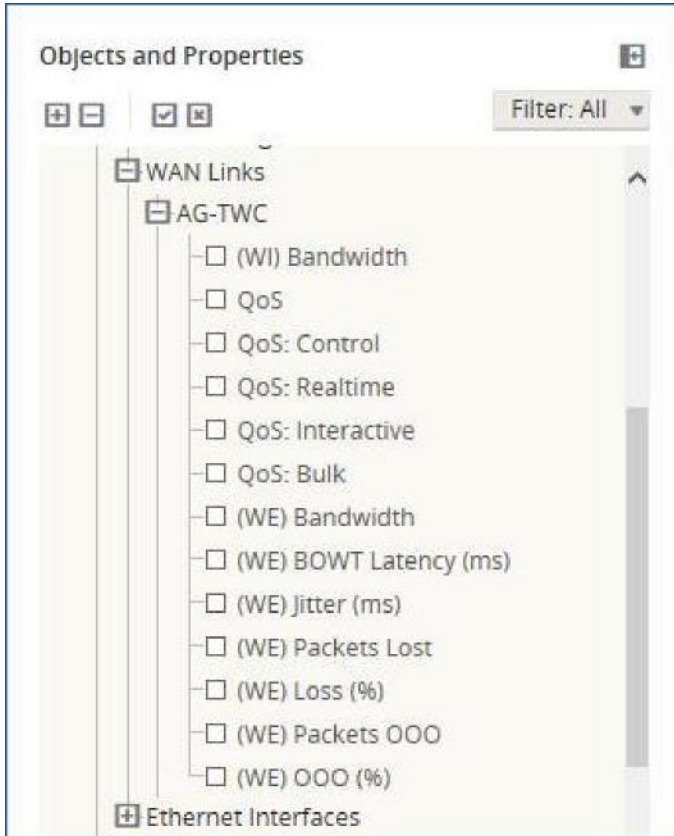 Objects and Properties
Filter: All
WAN Links
AG-TWC
(WI) Bandwidth
QoS
QoS: Control
QoS: Realtime
QoS: Interactive
QoS: Bulk
(WE) Bandwidth
(WE) BOWT Latency (ms)
(WE) Jitter (ms)
(WE) Packets Lost
(WE) Loss (%)
(WE) Packets OOO
(WE) OOO (%)
Ethernet Interfaces